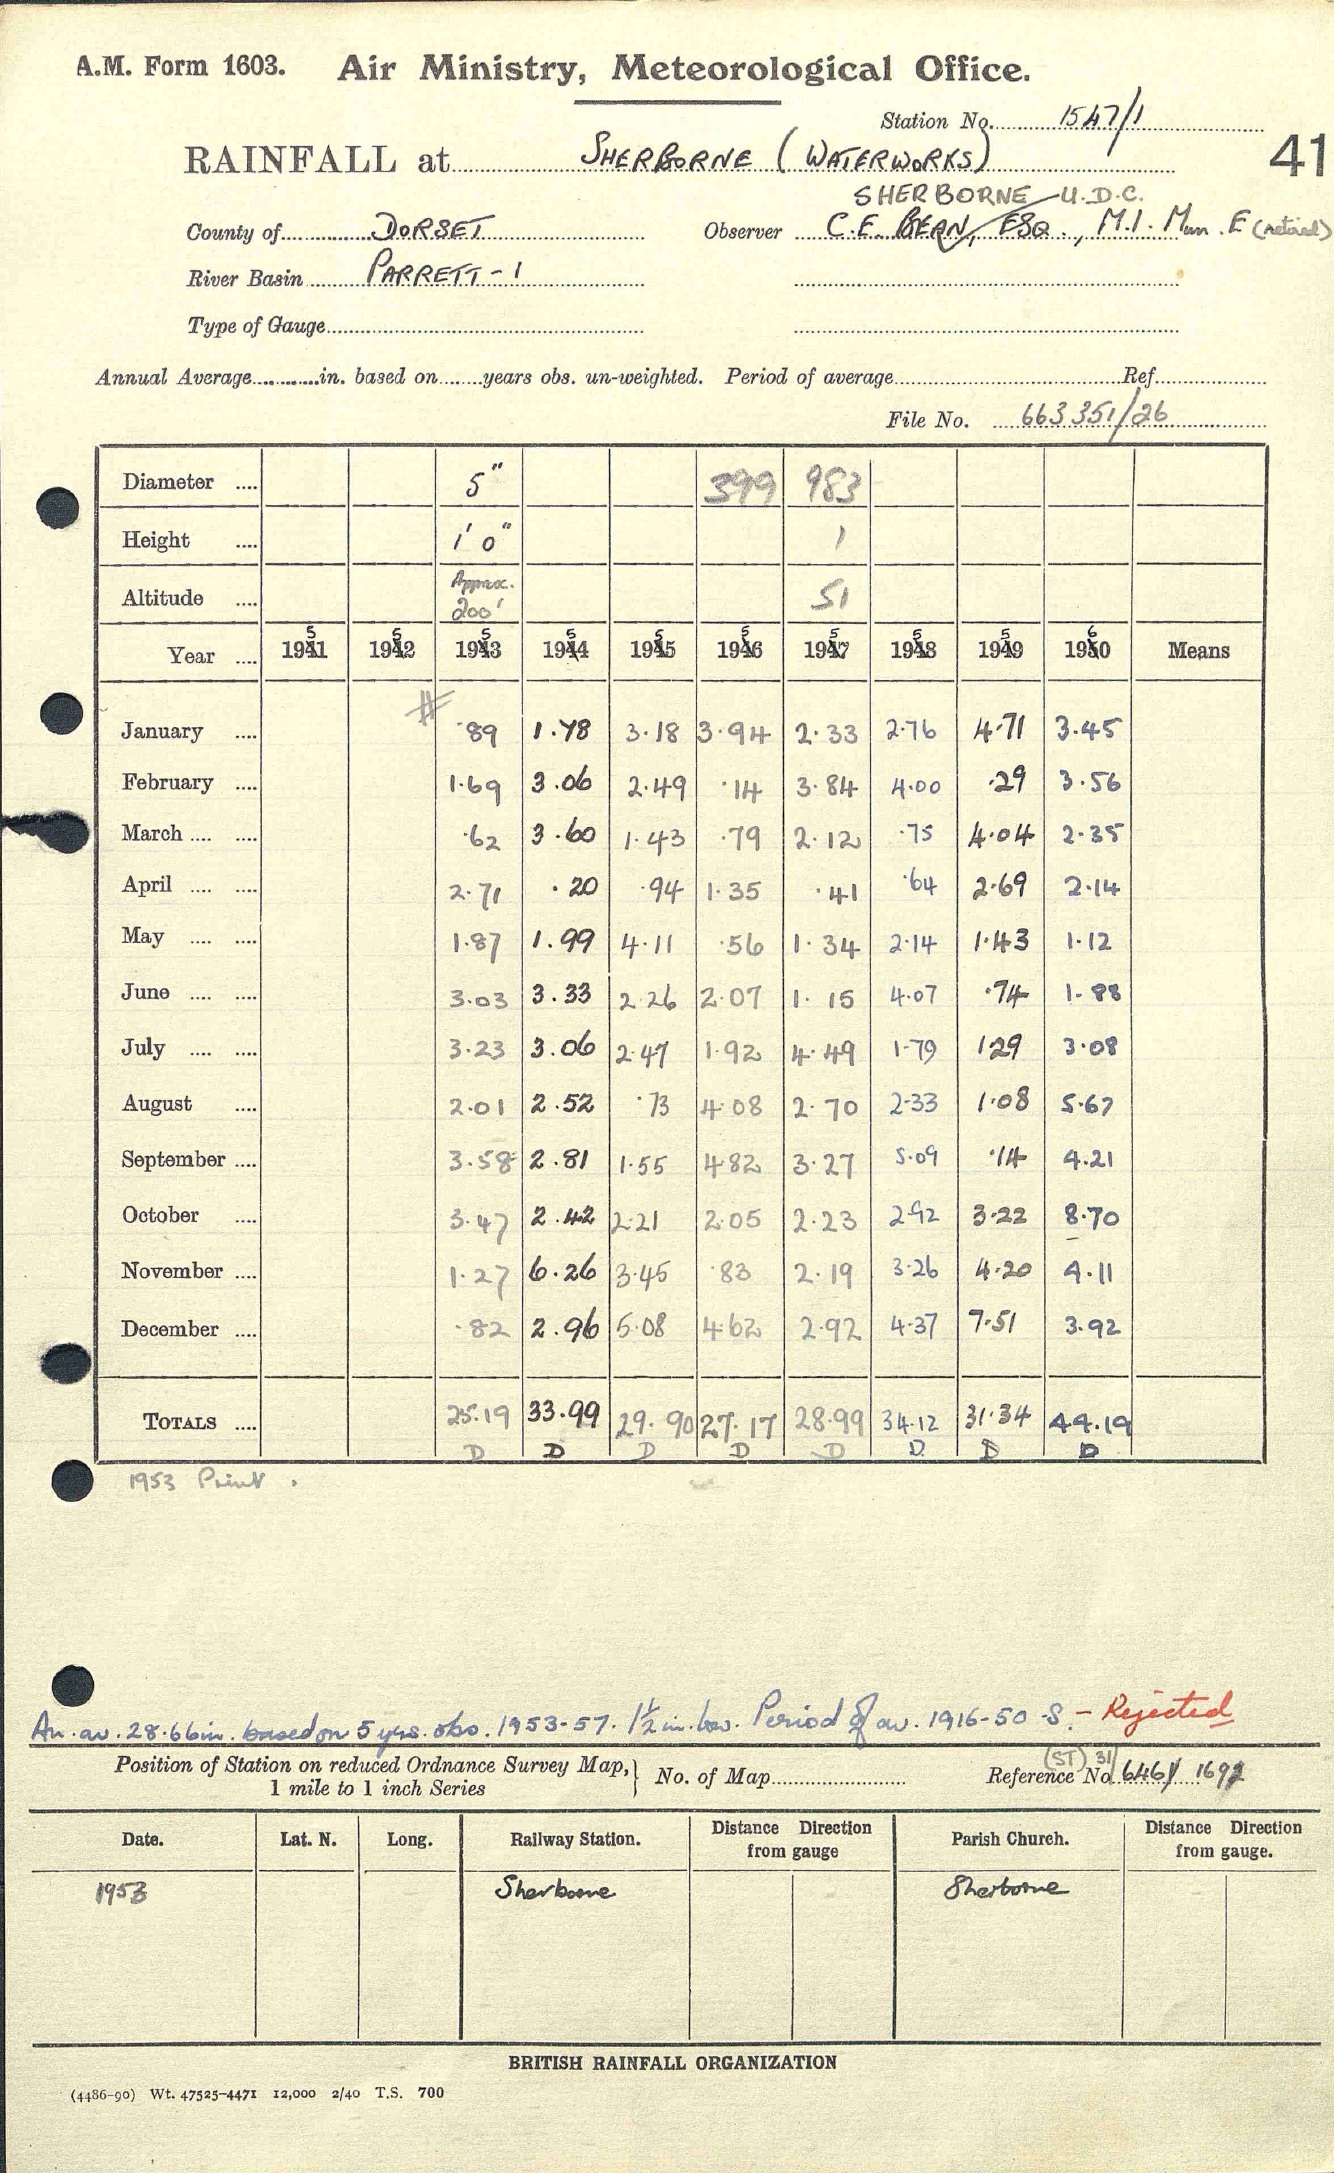 A.M. Form 1603. Air Ministry, Meteorological Office.
Station No. 1547/1
RAINFALL at SHERBORNE (WATERWORKS) 41
SHERBORNE U.D.C.
County of DORSET Observer C.E. BEAN, ESQ., M.I. Mun. E (retired)
River Basin PARRETT - 1
Type of Gauge
Annual Average in. based on years obs. un-weighted. Period of average Ref
File No. 663351/26
Diameter .... 5" 399 983
Height .... 1' 0" 1
Altitude .... Approx. 200' 51
Year .... 1951 1952 1953 1954 1955 1956 1957 1958 1959 1960 Means
January .... ·89 1.78 3·18 3·94 2·33 2·76 4·71 3·45
February .... 1·69 3.06 2·49 ·14 3·84 4·00 ·29 3·56
March .... .... ·62 3.60 1·43 ·79 2·12 ·75 4·04 2·35
April .... .... 2·71 .20 ·94 1·35 ·41 ·64 2·69 2·14
May .... .... 1·87 1.99 4·11 ·56 1·34 2·14 1·43 1·12
June .... .... 3·03 3.33 2·26 2·07 1·15 4·07 ·74 1·88
July .... .... 3·23 3.06 2·47 1·92 4·49 1·79 129 3·08
August .... 2·01 2.52 ·73 4·08 2·70 2·33 1·08 5·67
September .... 3·58 2.81 1·55 482 3·27 5·09 ·14 4·21
October .... 3·47 2.42 2·21 2·05 2·23 2·92 3·22 8·70
November .... 1·27 6.26 3·45 ·83 2·19 3·26 4·20 4·11
December .... ·82 2.96 5·08 4·62 2·92 4·37 7·51 3·92
TOTALS .... 25·19 33.99 29·90 27·17 28·99 34·12 31·34 44·19
D D D D D D D D
1953 Print.
An. av. 28·66in. based on 5 yrs. obs. 1953-57. 1½ in. low. Period of av. 1916-50 S. - Rejected
Position of Station on reduced Ordnance Survey Map, 1 mile to 1 inch Series } No. of Map Reference No. (ST) 31/646 1692
Date. Lat. N. Long. Railway Station. Distance Direction from gauge Parish Church. Distance Direction from gauge.
1953 Sherborne Sherborne
BRITISH RAINFALL ORGANIZATION
(4486-90) Wt. 47525-4471 12,000 2/40 T.S. 700